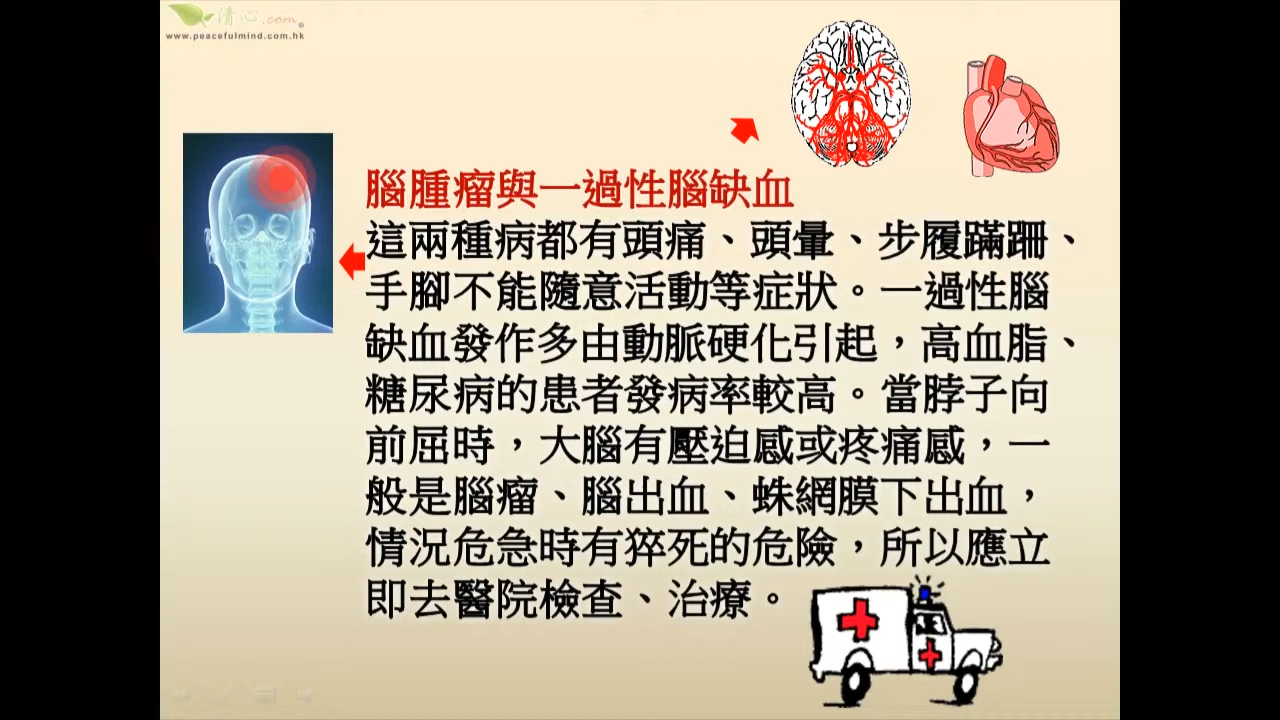 清心.com®
www.peacefulmind.com.hk
腦腫瘤與一過性腦缺血
這兩種病都有頭痛、頭暈、步履蹣跚、
手腳不能隨意活動等症狀。一過性腦
缺血發作多由動脈硬化引起，高血脂、
糖尿病的患者發病率較高。當脖子向
前屈時，大腦有壓迫感或疼痛感，一
般是腦瘤、腦出血、蛛網膜下出血，
情況危急時有猝死的危險，所以應立
即去醫院檢查、治療。